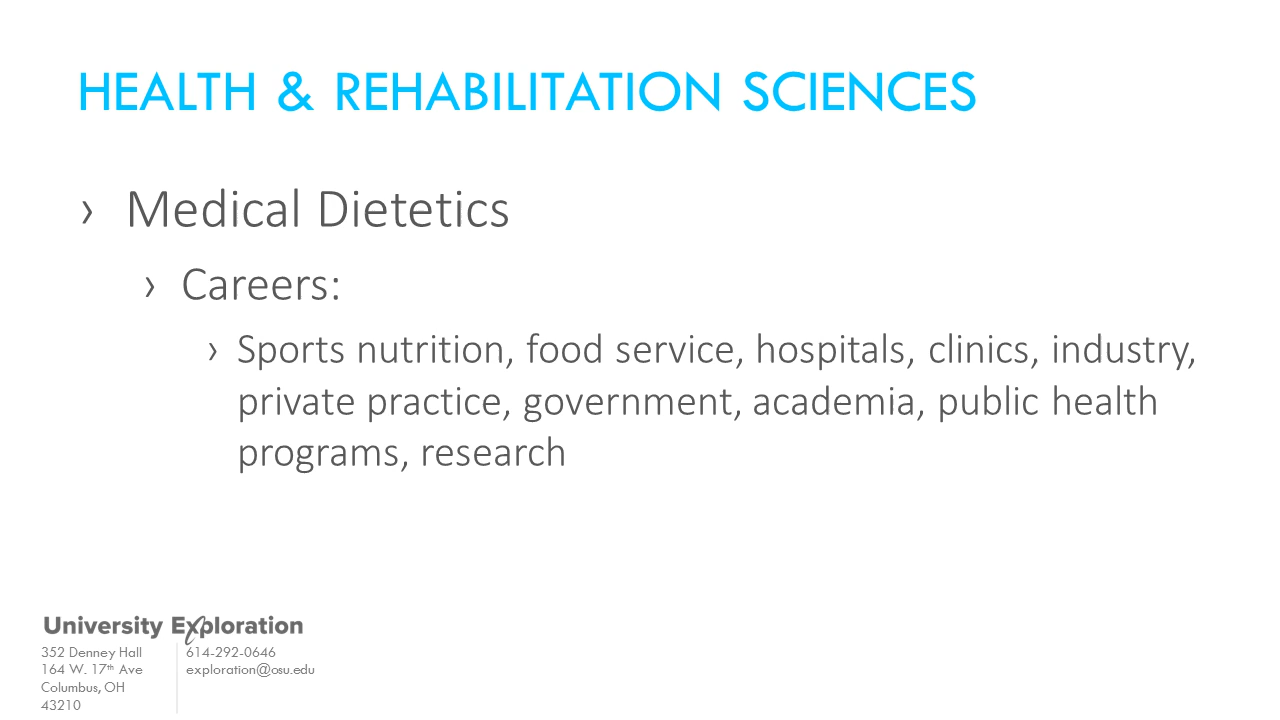 HEALTH & REHABILITATION SCIENCES
› Medical Dietetics
› Careers:
› Sports nutrition, food service, hospitals, clinics, industry,
private practice, government, academia, public health
programs, research
University Exploration
352 Denney Hall
164 W. 17th Ave
Columbus, OH
43210
614-292-0646
exploration@osu.edu